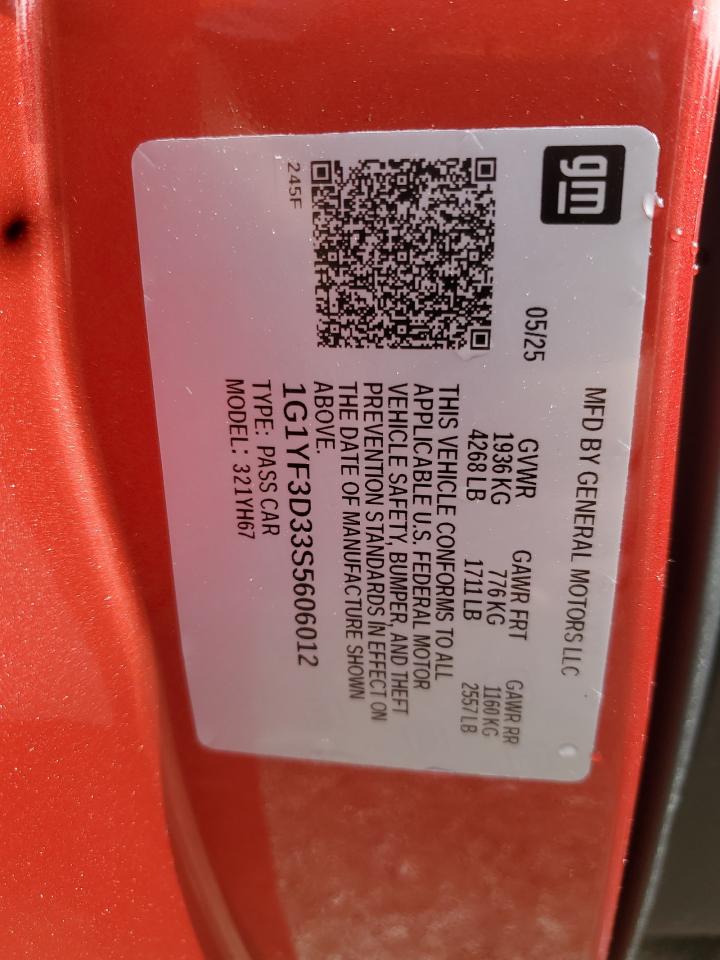 gm
MFD BY GENERAL MOTORS LLC
05/25
GVWR GAWR FRT GAWR RR
1936 KG 776 KG 1160 KG
4268 LB 1711 LB 2557 LB
THIS VEHICLE CONFORMS TO ALL
APPLICABLE U.S. FEDERAL MOTOR
VEHICLE SAFETY, BUMPER, AND THEFT
PREVENTION STANDARDS IN EFFECT ON
THE DATE OF MANUFACTURE SHOWN
ABOVE.
1G1YF3D33S5606012
TYPE: PASS CAR
MODEL: 321YH67
245F